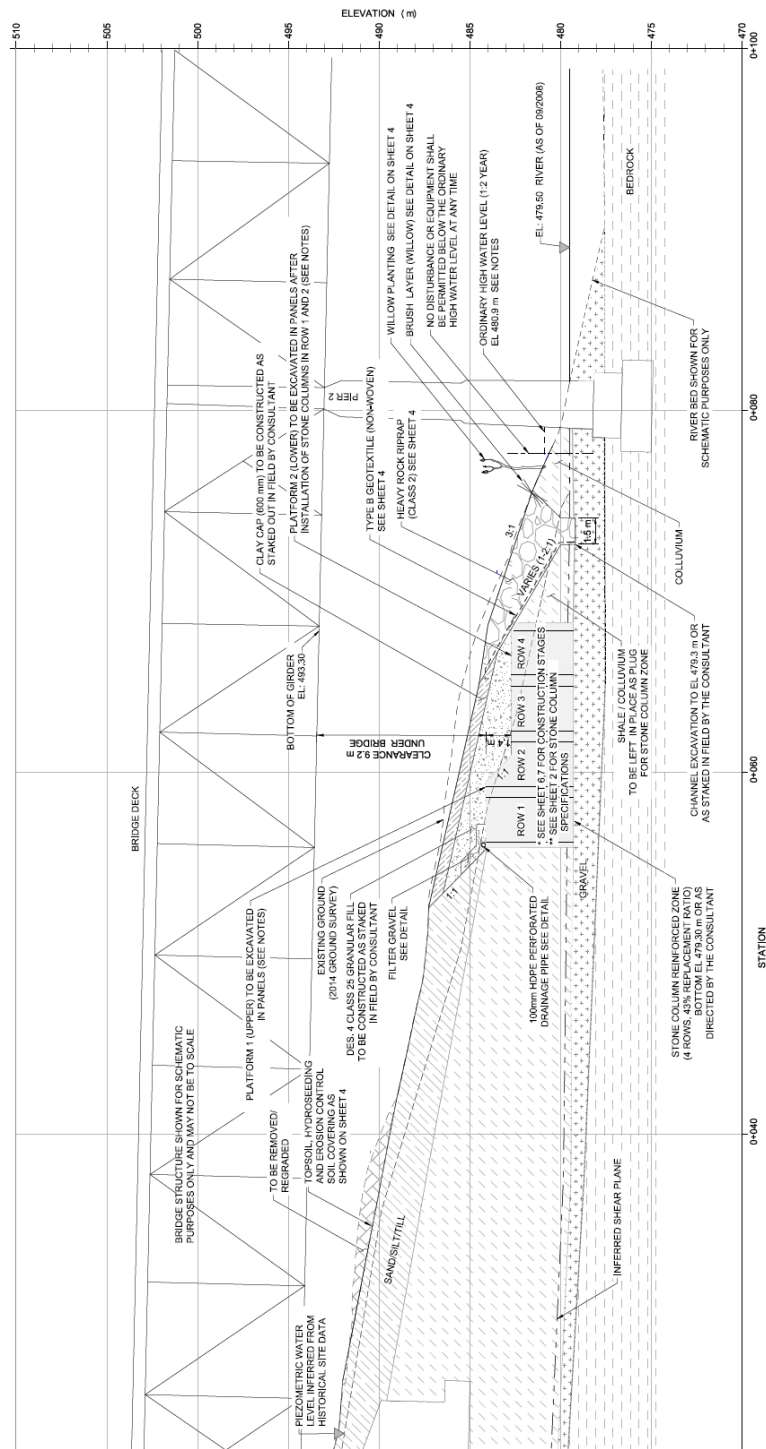 ELEVATION (m)
510
505
500
495
490
485
480
475
470
0+100
0+080
0+060
0+040
STATION
BRIDGE DECK
BRIDGE STRUCTURE SHOWN FOR SCHEMATIC
PURPOSES ONLY AND MAY NOT BE TO SCALE
PIEZOMETRIC WATER
LEVEL INFERRED FROM
HISTORICAL SITE DATA
TO BE REMOVED/
REGRADED
TOPSOIL, HYDROSEEDING
AND EROSION CONTROL
SOIL COVERING AS
SHOWN ON SHEET 4
PLATFORM 1 (UPPER) TO BE EXCAVATED
IN PANELS (SEE NOTES)
EXISTING GROUND
(2014 GROUND SURVEY)
DES. 4 CLASS 25 GRANULAR FILL
TO BE CONSTRUCTED AS STAKED
IN FIELD BY CONSULTANT
FILTER GRAVEL
SEE DETAIL
BOTTOM OF GIRDER
EL: 493.30
CLEARANCE 9.2 m
UNDER BRIDGE
CLAY CAP (600 mm) TO BE CONSTRUCTED AS
STAKED OUT IN FIELD BY CONSULTANT
PLATFORM 2 (LOWER) TO BE EXCAVATED IN PANELS AFTER
INSTALLATION OF STONE COLUMNS IN ROW 1 AND 2 (SEE NOTES)
PIER 2
TYPE B GEOTEXTILE (NON-WOVEN)
SEE SHEET 4
HEAVY ROCK RIPRAP
(CLASS 2) SEE SHEET 4
WILLOW PLANTING SEE DETAIL ON SHEET 4
BRUSH LAYER (WILLOW) SEE DETAIL ON SHEET 4
NO DISTURBANCE OR EQUIPMENT SHALL
BE PERMITTED BELOW THE ORDINARY
HIGH WATER LEVEL AT ANY TIME
ORDINARY HIGH WATER LEVEL (1:2 YEAR)
EL 480.9 m SEE NOTES
EL: 479.50 RIVER (AS OF 09/2008)
SAND/SILT/TILL
1:1
1:1
1.4 m
3:1
VARIES (1-2:1)
1.5 m
ROW 1
ROW 2
ROW 3
ROW 4
* SEE SHEET 6,7 FOR CONSTRUCTION STAGES
** SEE SHEET 2 FOR STONE COLUMN
SPECIFICATIONS
100mm HDPE PERFORATED
DRAINAGE PIPE SEE DETAIL
GRAVEL
SHALE / COLLUVIUM
TO BE LEFT IN PLACE AS PLUG
FOR STONE COLUMN ZONE
COLLUVIUM
BEDROCK
INFERRED SHEAR PLANE
STONE COLUMN REINFORCED ZONE
(4 ROWS, 43% REPLACEMENT RATIO)
BOTTOM EL 479.30 m OR AS
DIRECTED BY THE CONSULTANT
CHANNEL EXCAVATION TO EL 479.3 m OR
AS STAKED IN FIELD BY THE CONSULTANT
RIVER BED SHOWN FOR
SCHEMATIC PURPOSES ONLY